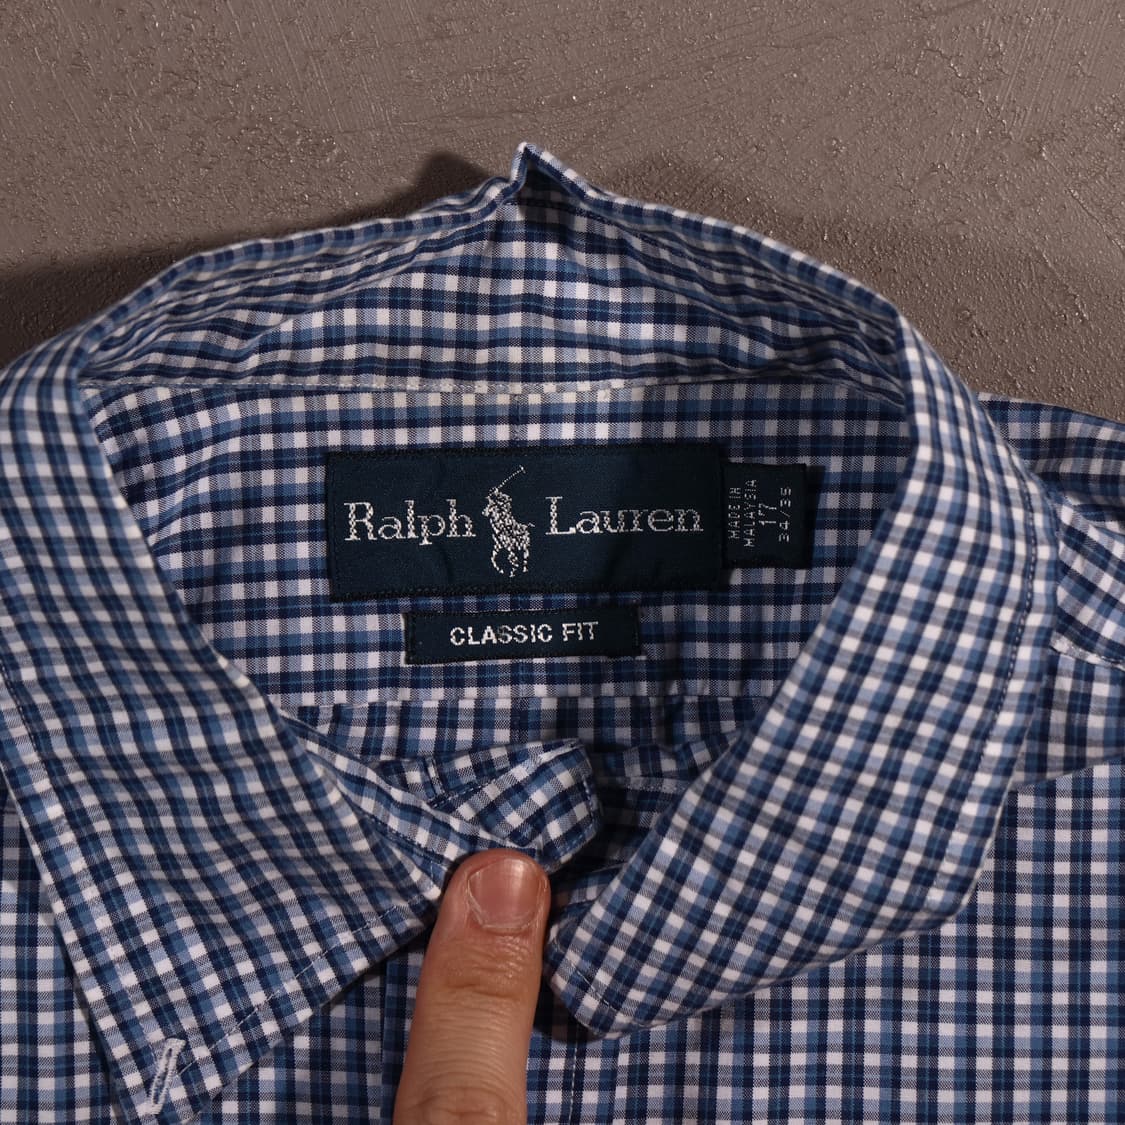 Ralph Lauren
MADE IN
MALAYSIA
17
34/35
CLASSIC FIT